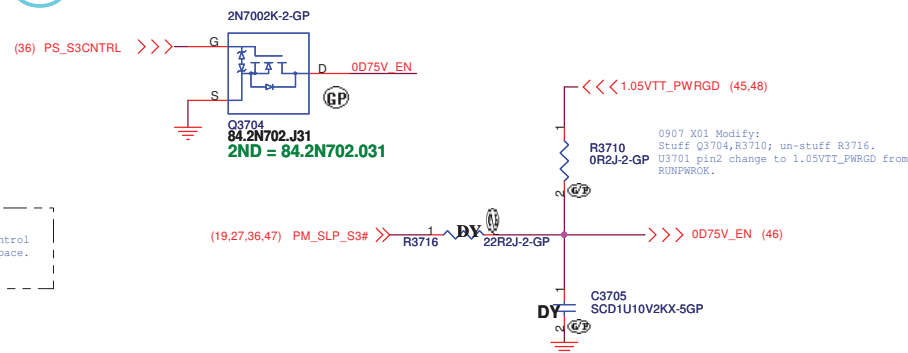 2N7002K-2-GP
(36) PS_S3CNTRL
G
D
S
0D75V_EN
GP
Q3704
84.2N702.J31
2ND = 84.2N702.031
1.05VTT_PWRGD (45,48)
1
R3710
0R2J-2-GP
2
G/P
0907 X01 Modify:
Stuff Q3704,R3710; un-stuff R3716.
U3701 pin2 change to 1.05VTT_PWRGD from
RUNPWROK.
ntrol
pace.
(19,27,36,47) PM_SLP_S3#
1
DY
R3716
22R2J-2-GP
0D75V_EN (46)
1
C3705
SCD1U10V2KX-5GP
DY
2
G/P